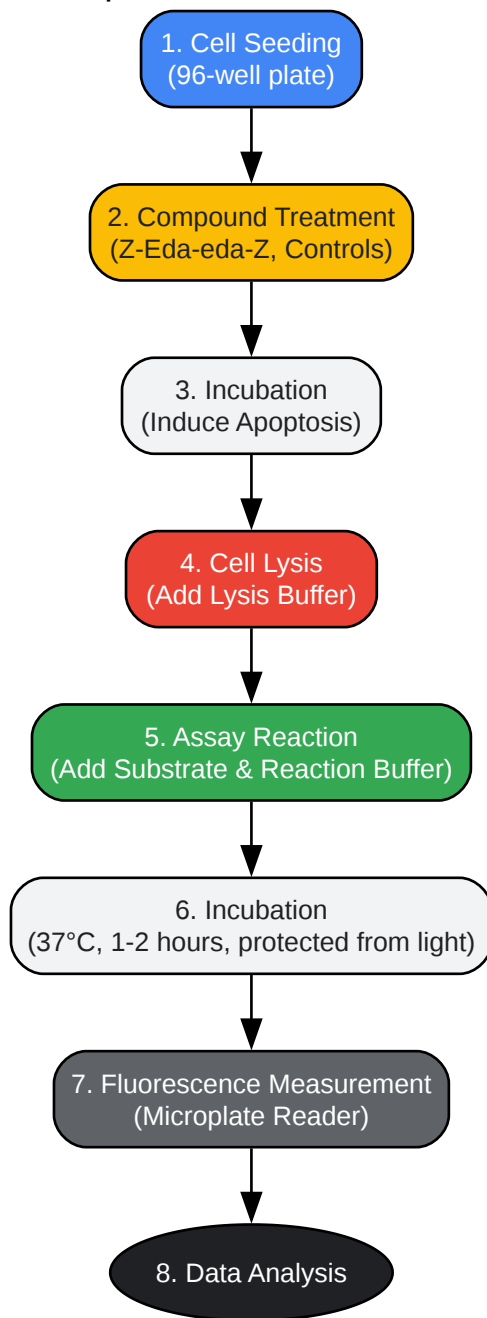 1. Cell Seeding
(96-well plate)
2. Compound Treatment
(Z-Eda-eda-Z, Controls)
3. Incubation
(Induce Apoptosis)
4. Cell Lysis
(Add Lysis Buffer)
5. Assay Reaction
(Add Substrate & Reaction Buffer)
6. Incubation
(37°C, 1-2 hours, protected from light)
7. Fluorescence Measurement
(Microplate Reader)
8. Data Analysis